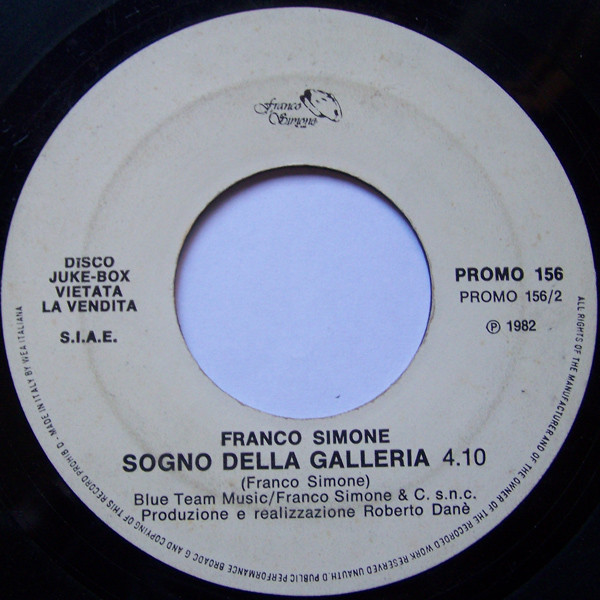 Franco
Simone
DISCO
JUKE-BOX
VIETATA
LA VENDITA
S.I.A.E.
PROMO 156
PROMO 156/2
℗ 1982
FRANCO SIMONE
SOGNO DELLA GALLERIA 4.10
(Franco Simone)
Blue Team Music/Franco Simone & C. s.n.c.
Produzione e realizzazione Roberto Danè
ALL RIGHTS OF THE MANUFACTURER AND OF THE OWNER OF THE RECORDED WORK RESERVED UNAUTH.D PUBLIC PERFORMANCE BROADC G AND COPYING OF THIS RECORD PROHIB D - MADE IN ITALY BY WEA ITALIANA